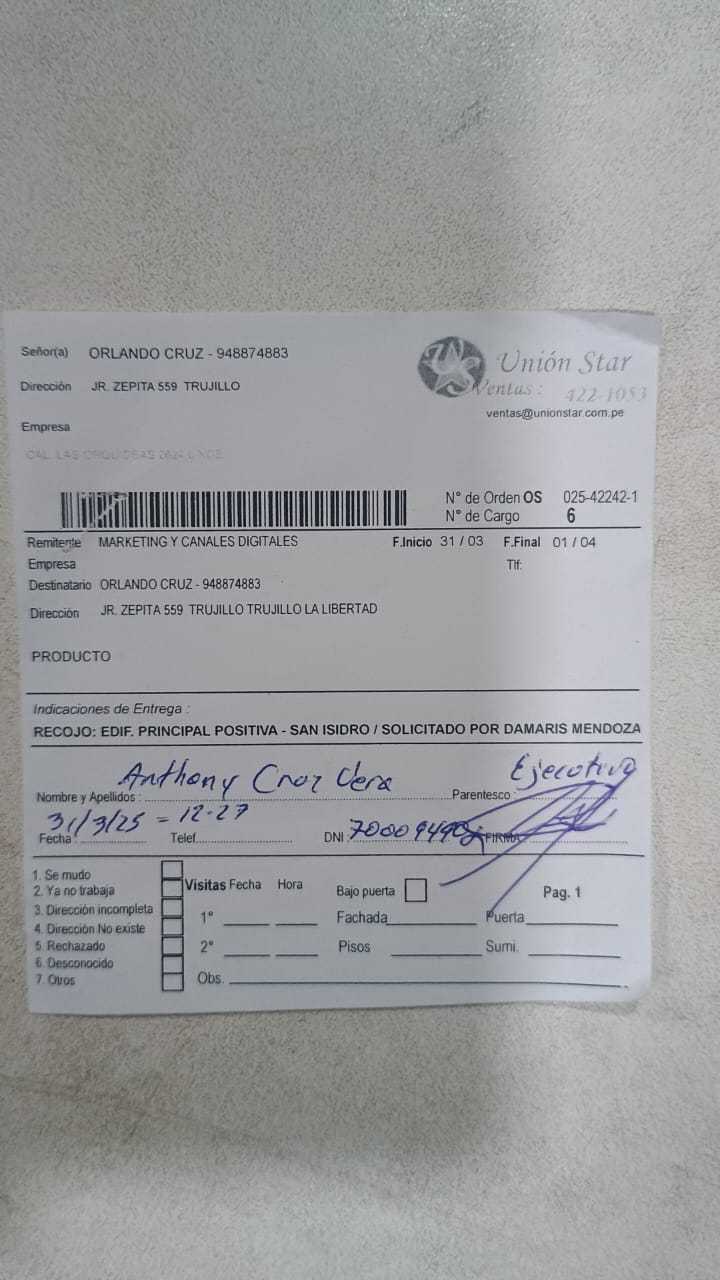 Señor(a) ORLANDO CRUZ - 948874883
Unión Star
Dirección JR. ZEPITA 559 TRUJILLO
Ventas : 422-1053
ventas@unionstar.com.pe
Empresa
CAL. LAS ORQUIDEAS
N° de Orden OS 025-42242-1
N° de Cargo 6
Remitente MARKETING Y CANALES DIGITALES F.Inicio 31 / 03 F.Final 01 / 04
Empresa Tlf:
Destinatario ORLANDO CRUZ - 948874883
Dirección JR. ZEPITA 559 TRUJILLO TRUJILLO LA LIBERTAD
PRODUCTO
Indicaciones de Entrega :
RECOJO: EDIF. PRINCIPAL POSITIVA - SAN ISIDRO / SOLICITADO POR DAMARIS MENDOZA
Nombre y Apellidos : Anthony Cruz Vera Parentesco : Ejecutivo
Fecha : 31/3/25 = 12-27 Telef. DNI : FIRMA:
1. Se mudo
2. Ya no trabaja
3. Dirección incompleta
4. Dirección No existe
5. Rechazado
6. Desconocido
7. Otros
Visitas Fecha Hora Bajo puerta Pag. 1
1° Fachada Puerta
2° Pisos Sumi.
Obs.